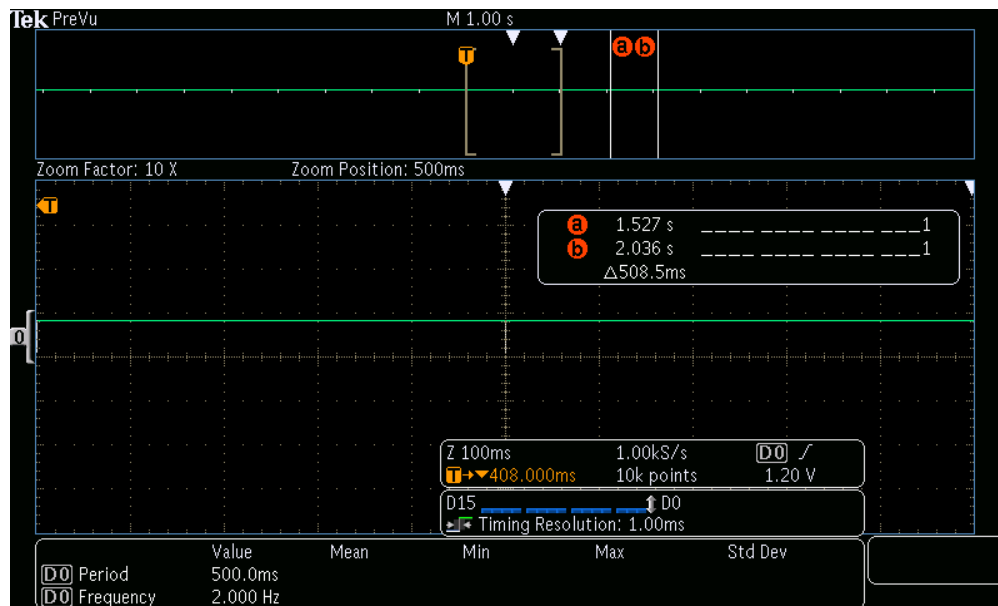 Tek PreVu M 1.00 s
T a b
Zoom Factor: 10 X Zoom Position: 500ms
T
a 1.527 s ____ ____ ____ ___1
b 2.036 s ____ ____ ____ ___1
Δ508.5ms
0
Z 100ms 1.00kS/s D0
T→▼408.000ms 10k points 1.20 V
D15 D0
Timing Resolution: 1.00ms
Value Mean Min Max Std Dev
D0 Period 500.0ms
D0 Frequency 2.000 Hz